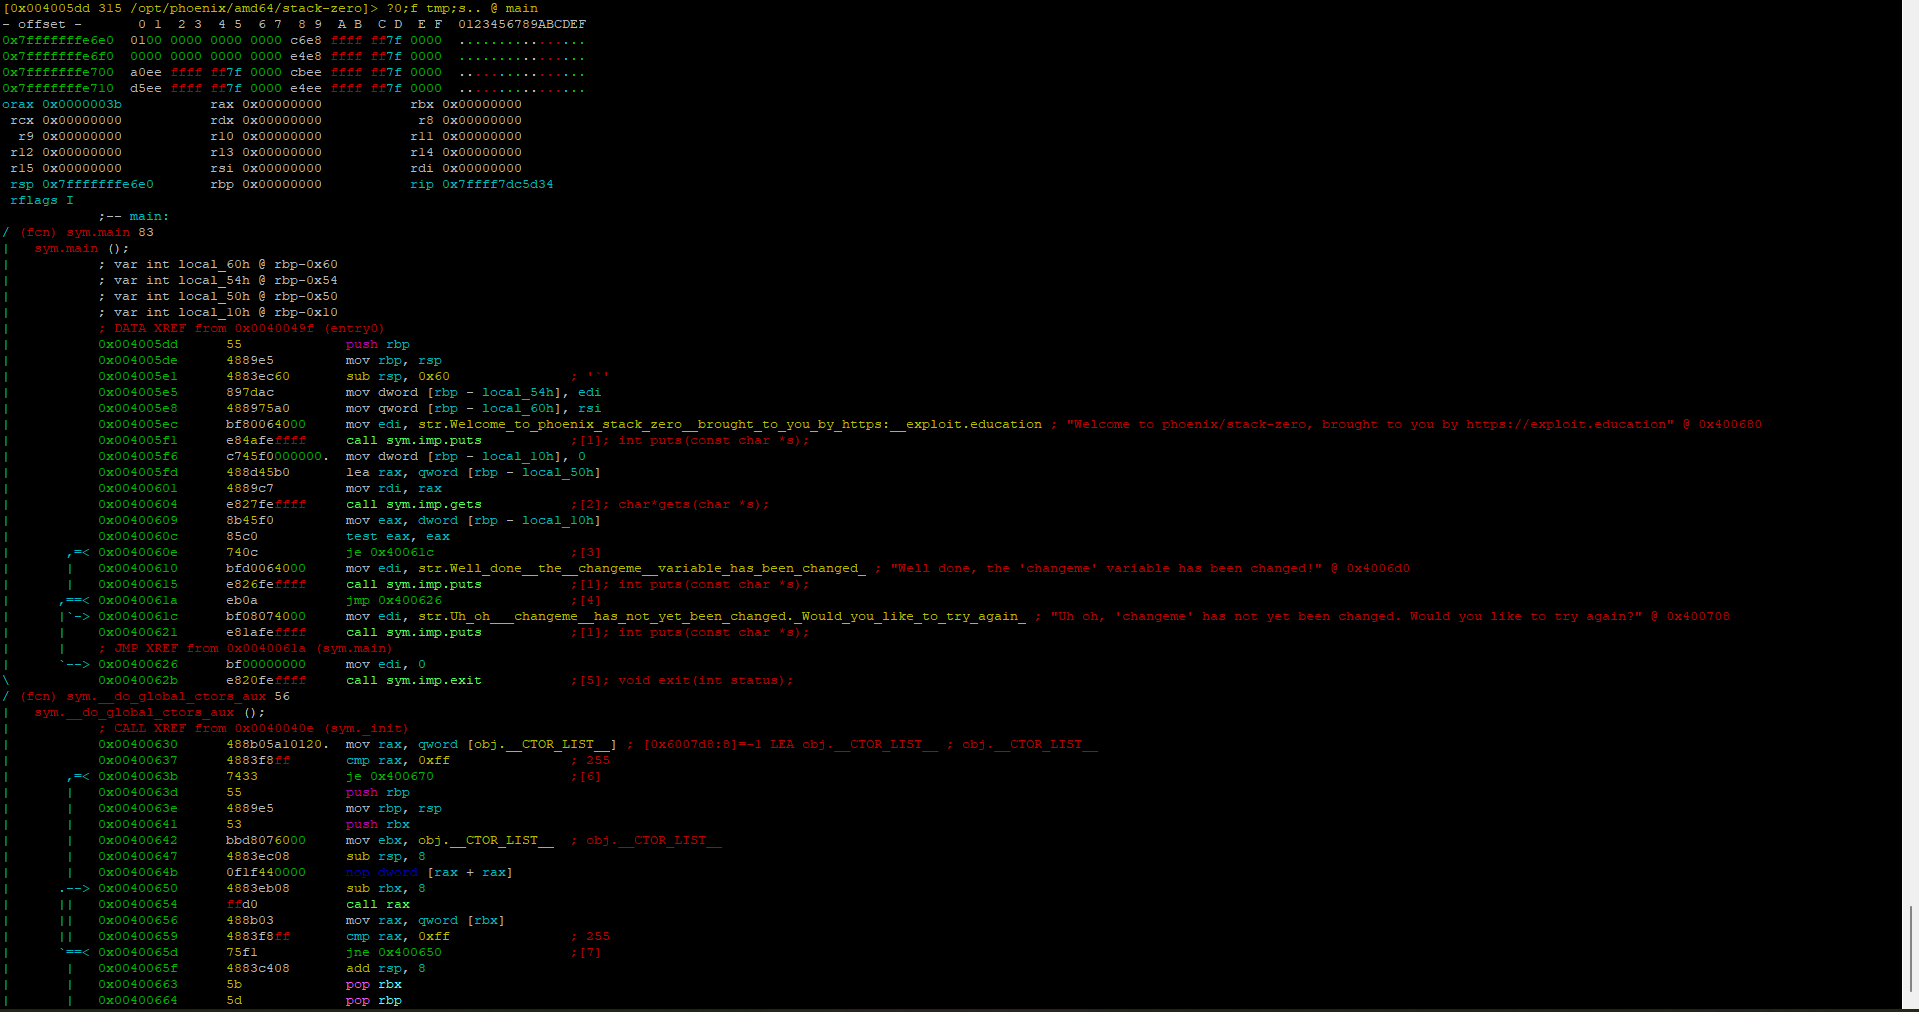 [0x004005dd 315 /opt/phoenix/amd64/stack-zero]> ?0;f tmp;s.. @ main
- offset -       0 1  2 3  4 5  6 7  8 9  A B  C D  E F  0123456789ABCDEF
0x7fffffffe6e0  0100 0000 0000 0000 c6e8 ffff ff7f 0000  ................
0x7fffffffe6f0  0000 0000 0000 0000 e4e8 ffff ff7f 0000  ................
0x7fffffffe700  a0ee ffff ff7f 0000 cbee ffff ff7f 0000  ................
0x7fffffffe710  d5ee ffff ff7f 0000 e4ee ffff ff7f 0000  ................
orax 0x0000003b           rax 0x00000000           rbx 0x00000000
 rcx 0x00000000           rdx 0x00000000            r8 0x00000000
  r9 0x00000000           r10 0x00000000           r11 0x00000000
 r12 0x00000000           r13 0x00000000           r14 0x00000000
 r15 0x00000000           rsi 0x00000000           rdi 0x00000000
 rsp 0x7fffffffe6e0       rbp 0x00000000           rip 0x7ffff7dc5d34
 rflags I
            ;-- main:
/ (fcn) sym.main 83
|   sym.main ();
|           ; var int local_60h @ rbp-0x60
|           ; var int local_54h @ rbp-0x54
|           ; var int local_50h @ rbp-0x50
|           ; var int local_10h @ rbp-0x10
|           ; DATA XREF from 0x0040049f (entry0)
|           0x004005dd      55             push rbp
|           0x004005de      4889e5         mov rbp, rsp
|           0x004005e1      4883ec60       sub rsp, 0x60               ; '`'
|           0x004005e5      897dac         mov dword [rbp - local_54h], edi
|           0x004005e8      488975a0       mov qword [rbp - local_60h], rsi
|           0x004005ec      bf80064000     mov edi, str.Welcome_to_phoenix_stack_zero__brought_to_you_by_https:__exploit.education ; "Welcome to phoenix/stack-zero, brought to you by https://exploit.education" @ 0x400680
|           0x004005f1      e84afeffff     call sym.imp.puts           ;[1]; int puts(const char *s);
|           0x004005f6      c745f0000000.  mov dword [rbp - local_10h], 0
|           0x004005fd      488d45b0       lea rax, qword [rbp - local_50h]
|           0x00400601      4889c7         mov rdi, rax
|           0x00400604      e827feffff     call sym.imp.gets           ;[2]; char*gets(char *s);
|           0x00400609      8b45f0         mov eax, dword [rbp - local_10h]
|           0x0040060c      85c0           test eax, eax
|       ,=< 0x0040060e      740c           je 0x40061c                 ;[3]
|       |   0x00400610      bfd0064000     mov edi, str.Well_done__the__changeme__variable_has_been_changed_ ; "Well done, the 'changeme' variable has been changed!" @ 0x4006d0
|       |   0x00400615      e826feffff     call sym.imp.puts           ;[1]; int puts(const char *s);
|      ,==< 0x0040061a      eb0a           jmp 0x400626                ;[4]
|      |`-> 0x0040061c      bf08074000     mov edi, str.Uh_oh___changeme__has_not_yet_been_changed._Would_you_like_to_try_again_ ; "Uh oh, 'changeme' has not yet been changed. Would you like to try again?" @ 0x400708
|      |    0x00400621      e81afeffff     call sym.imp.puts           ;[1]; int puts(const char *s);
|      |    ; JMP XREF from 0x0040061a (sym.main)
|      `--> 0x00400626      bf00000000     mov edi, 0
\           0x0040062b      e820feffff     call sym.imp.exit           ;[5]; void exit(int status);
/ (fcn) sym.__do_global_ctors_aux 56
|   sym.__do_global_ctors_aux ();
|           ; CALL XREF from 0x0040040e (sym._init)
|           0x00400630      488b05a10120.  mov rax, qword [obj.__CTOR_LIST__] ; [0x6007d8:8]=-1 LEA obj.__CTOR_LIST__ ; obj.__CTOR_LIST__
|           0x00400637      4883f8ff       cmp rax, 0xff               ; 255
|       ,=< 0x0040063b      7433           je 0x400670                 ;[6]
|       |   0x0040063d      55             push rbp
|       |   0x0040063e      4889e5         mov rbp, rsp
|       |   0x00400641      53             push rbx
|       |   0x00400642      bbd8076000     mov ebx, obj.__CTOR_LIST__  ; obj.__CTOR_LIST__
|       |   0x00400647      4883ec08       sub rsp, 8
|       |   0x0040064b      0f1f440000     nop dword [rax + rax]
|      .--> 0x00400650      4883eb08       sub rbx, 8
|      ||   0x00400654      ffd0           call rax
|      ||   0x00400656      488b03         mov rax, qword [rbx]
|      ||   0x00400659      4883f8ff       cmp rax, 0xff               ; 255
|      `==< 0x0040065d      75f1           jne 0x400650                ;[7]
|       |   0x0040065f      4883c408       add rsp, 8
|       |   0x00400663      5b             pop rbx
|       |   0x00400664      5d             pop rbp